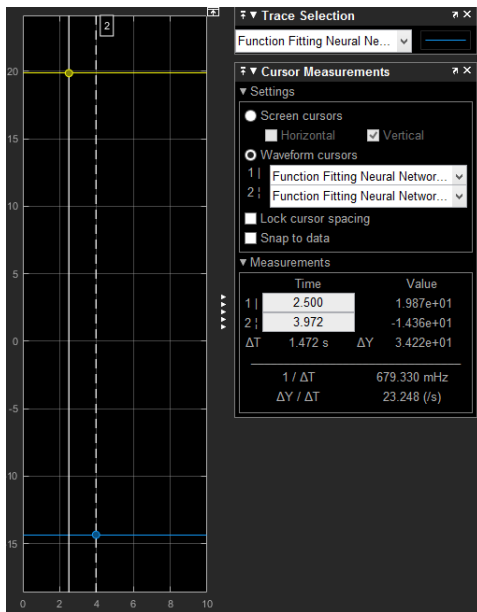 2
20
15
10
5
0
-5
10
15
0 2 4 6 8 10
Trace Selection
Function Fitting Neural Ne...
Cursor Measurements
Settings
Screen cursors
Horizontal Vertical
Waveform cursors
1 | Function Fitting Neural Networ...
2 ¦ Function Fitting Neural Networ...
Lock cursor spacing
Snap to data
Measurements
Time Value
1 | 2.500 1.987e+01
2 ¦ 3.972 -1.436e+01
ΔT 1.472 s ΔY 3.422e+01
1 / ΔT 679.330 mHz
ΔY / ΔT 23.248 (/s)